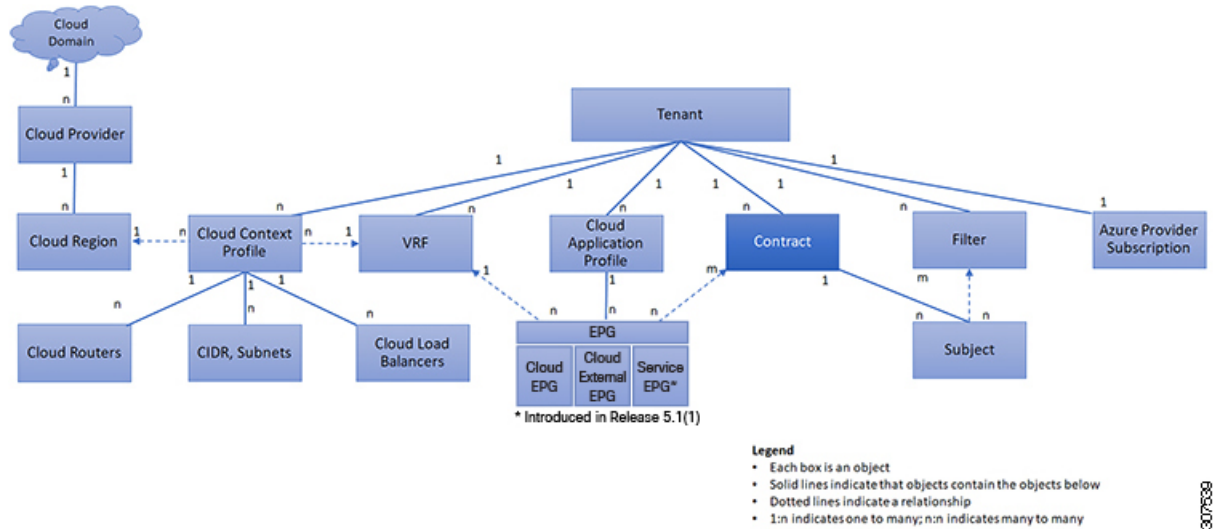 Cloud
Domain
1
n
Cloud Provider
1
n
Cloud Region
Tenant
1
1
1
1
1
1
n
n
n
n
n
1
1
n
Cloud Context
Profile
n
1
VRF
Cloud
Application
Profile
Contract
Filter
Azure Provider
Subscription
1
1
1
n
n
n
1
n
1
n
n
m
1
n
m
n
Cloud Routers
CIDR, Subnets
Cloud Load
Balancers
EPG
Cloud
EPG
Cloud
External
EPG
Service
EPG*
Subject
* Introduced in Release 5.1(1)
Legend
• Each box is an object
• Solid lines indicate that objects contain the objects below
• Dotted lines indicate a relationship
• 1:n indicates one to many; n:n indicates many to many
307639